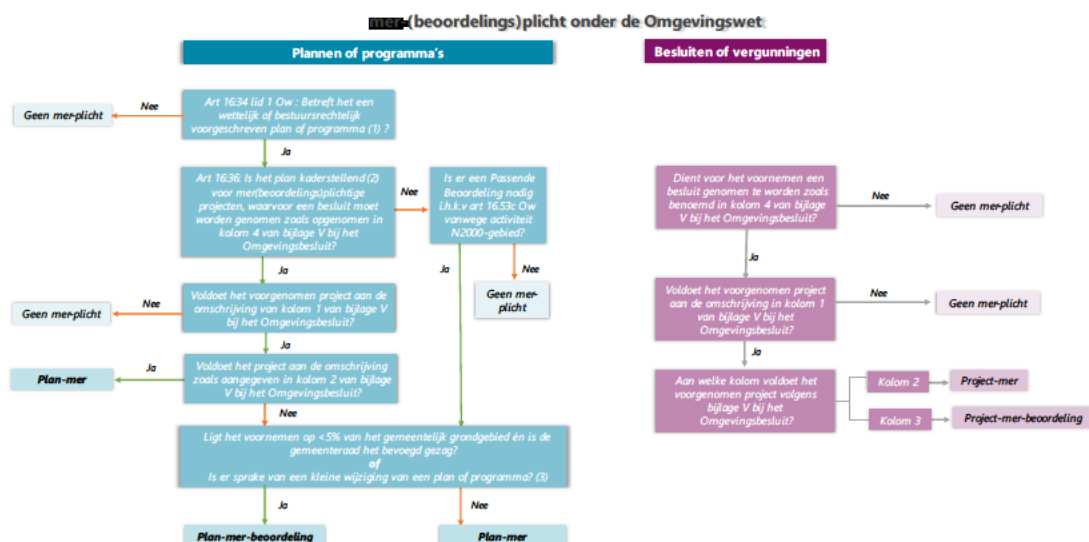 mer-(beoordelings)plicht onder de Omgevingswet
Plannen of programma's
Nee
Geen mer-plicht
Art 16:34 lid 1 Ow : Betreft het een
wettelijk of bestuursrechtelijk
voorgeschreven plan of programma (1) ?
Ja
Art 16:36: Is het plan kaderstellend (2)
voor mer(beoordelings)plichtige
projecten, waarvoor een besluit moet
worden genomen zoals opgenomen in
kolom 4 van bijlage V bij het
Omgevingsbesluit?
Nee
Is er een Passende
Beoordeling nodig
i.h.k.v art 16.53c Ow
vanwege activiteit
N2000-gebied?
Ja
Ja
Nee
Geen mer-
plicht
Nee
Geen mer-plicht
Voldoet het voorgenomen project aan de
omschrijving van kolom 1 van bijlage V
bij het Omgevingsbesluit?
Ja
Ja
Plan-mer
Voldoet het project aan de omschrijving
zoals aangegeven in kolom 2 van bijlage
V bij het Omgevingsbesluit?
Nee
Ligt het voornemen op <5% van het gemeentelijk grondgebied én is de
gemeenteraad het bevoegd gezag?
of
Is er sprake van een kleine wijziging van een plan of programma? (3)
Ja
Nee
Plan-mer-beoordeling
Plan-mer
Besluiten of vergunningen
Dient voor het voornemen een
besluit genomen te worden zoals
benoemd in kolom 4 van bijlage
V bij het Omgevingsbesluit?
Nee
Geen mer-plicht
Ja
Voldoet het voorgenomen project
aan de omschrijving in kolom 1
van bijlage V bij het
Omgevingsbesluit?
Nee
Geen mer-plicht
Ja
Aan welke kolom voldoet het
voorgenomen project volgens
bijlage V bij het
Omgevingsbesluit?
Kolom 2
Project-mer
Kolom 3
Project-mer-beoordeling